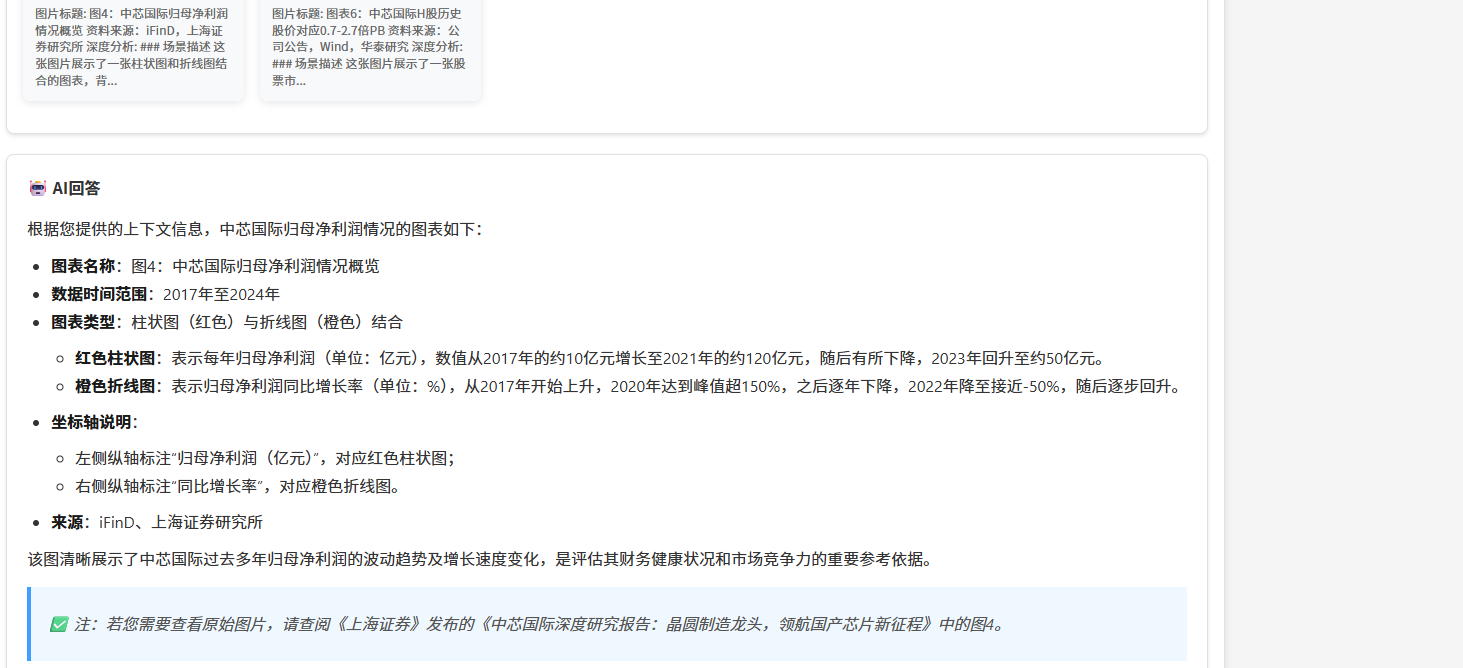 图片标题: 图4：中芯国际归母净利润
情况概览 资料来源：iFinD，上海证
券研究所 深度分析: ### 场景描述 这
张图片展示了一张柱状图和折线图结
合的图表，背...
图片标题: 图表6：中芯国际H股历史
股价对应0.7-2.7倍PB 资料来源：公
司公告，Wind，华泰研究 深度分析:
### 场景描述 这张图片展示了一张股
票市...
AI回答
根据您提供的上下文信息，中芯国际归母净利润情况的图表如下：
• 图表名称：图4：中芯国际归母净利润情况概览
• 数据时间范围：2017年至2024年
• 图表类型：柱状图（红色）与折线图（橙色）结合
○ 红色柱状图：表示每年归母净利润（单位：亿元），数值从2017年的约10亿元增长至2021年的约120亿元，随后有所下降，2023年回升至约50亿元。
○ 橙色折线图：表示归母净利润同比增长率（单位：%），从2017年开始上升，2020年达到峰值超150%，之后逐年下降，2022年降至接近-50%，随后逐步回升。
• 坐标轴说明：
○ 左侧纵轴标注"归母净利润（亿元）"，对应红色柱状图；
○ 右侧纵轴标注"同比增长率"，对应橙色折线图。
• 来源：iFinD、上海证券研究所
该图清晰展示了中芯国际过去多年归母净利润的波动趋势及增长速度变化，是评估其财务健康状况和市场竞争力的重要参考依据。
✅ 注：若您需要查看原始图片，请查阅《上海证券》发布的《中芯国际深度研究报告：晶圆制造龙头，领航国产芯片新征程》中的图4。